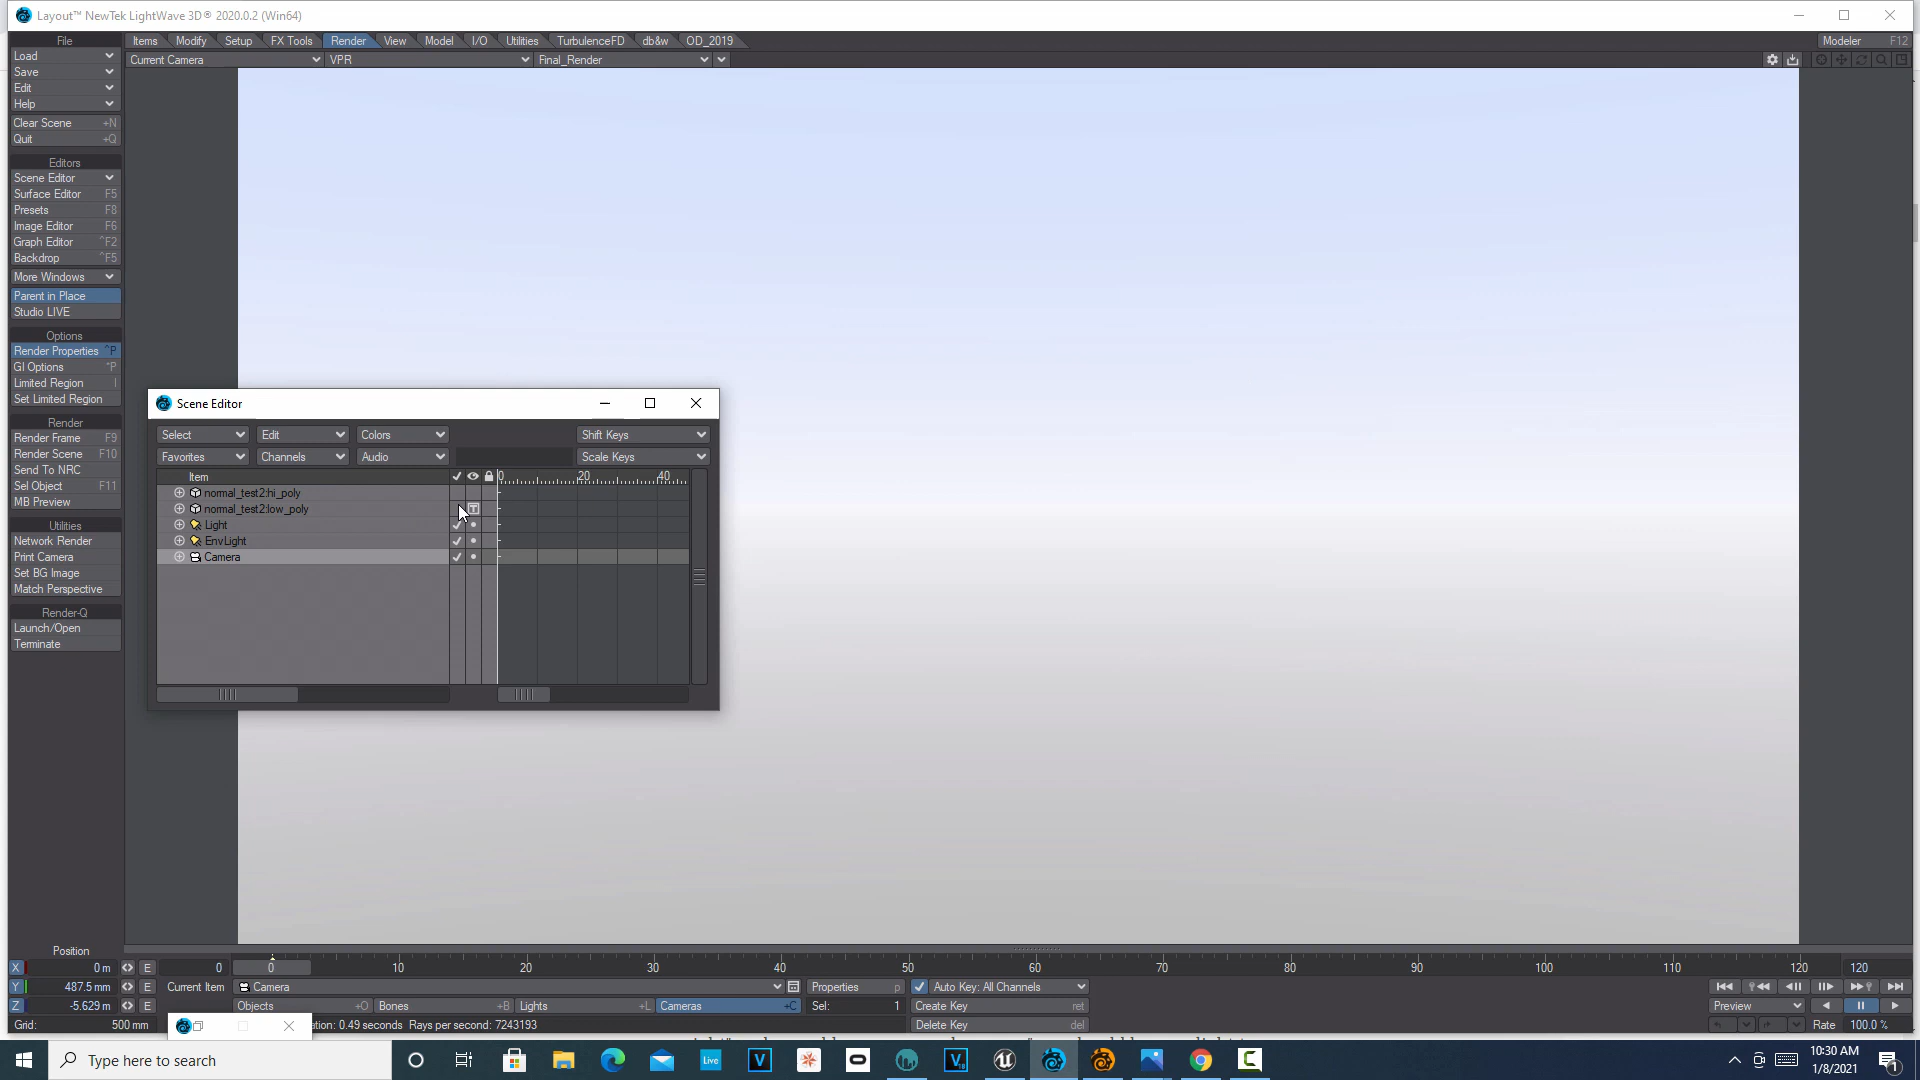 Layout™ NewTek LightWave 3D® 2020.0.2 (Win64)
File
Items Modify Setup FX Tools Render View Model I/O Utilities TurbulenceFD db&w OD_2019
Modeler F12
Load
Current Camera VPR Final_Render
Save
Edit
Help
Clear Scene +N
Quit +Q
Editors
Scene Editor
Surface Editor F5
Presets F8
Image Editor F6
Graph Editor ^F2
Backdrop ^F5
More Windows
Parent in Place
Studio LIVE
Options
Render Properties ^P
GI Options *P
Limited Region l
Set Limited Region
Render
Render Frame F9
Render Scene F10
Send To NRC
Sel Object F11
MB Preview
Utilities
Network Render
Print Camera
Set BG Image
Match Perspective
Render-Q
Launch/Open
Terminate
Scene Editor
Select Edit Colors Shift Keys
Favorites Channels Audio Scale Keys
Item 0 20 40
normal_test2:hi_poly
normal_test2:low_poly T
Light
EnvLight
Camera
Position
X 0 m E 0 0 10 20 30 40 50 60 70 80 90 100 110 120 120
Y 487.5 mm E Current Item Camera Properties p Auto Key: All Channels
Z -5.629 m E Objects +O Bones +B Lights +L Cameras +C Sel: 1 Create Key ret Preview
Grid: 500 mm ation: 0.49 seconds Rays per second: 7243193 Delete Key del Rate 100.0 %
Type here to search
Live
10:30 AM
1/8/2021
1